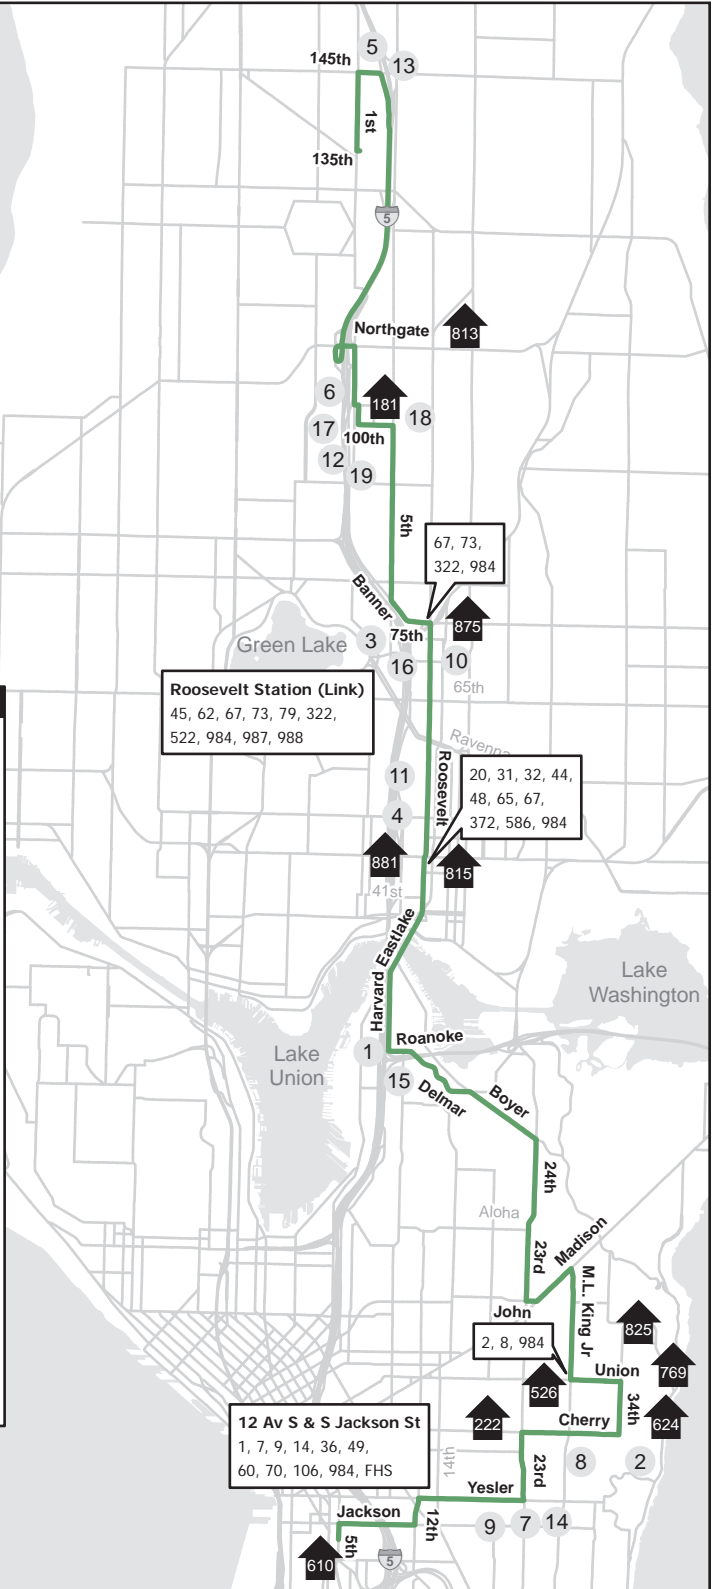 5
13
145th
1st
135th
5
Northgate
813
6
181
18
17
100th
12
19
5th
67, 73,
322, 984
Banner
875
75th
Green Lake
3
16
10
65th
Roosevelt Station (Link)
45, 62, 67, 73, 79, 322,
522, 984, 987, 988
Ravenna
Roosevelt
11
20, 31, 32, 44,
48, 65, 67,
372, 586, 984
4
881
815
41st
Eastlake
Harvard
Lake
Washington
Roanoke
1
Lake
Union
15
Delmar
Boyer
24th
Aloha
23rd
Madison
John
M.L. King Jr
825
2, 8, 984
769
Union
526
34th
624
222
Cherry
12 Av S & S Jackson St
1, 7, 9, 14, 36, 49,
60, 70, 106, 984, FHS
14th
23rd
8
2
Yesler
Jackson
12th
9
7
14
5th
610
5